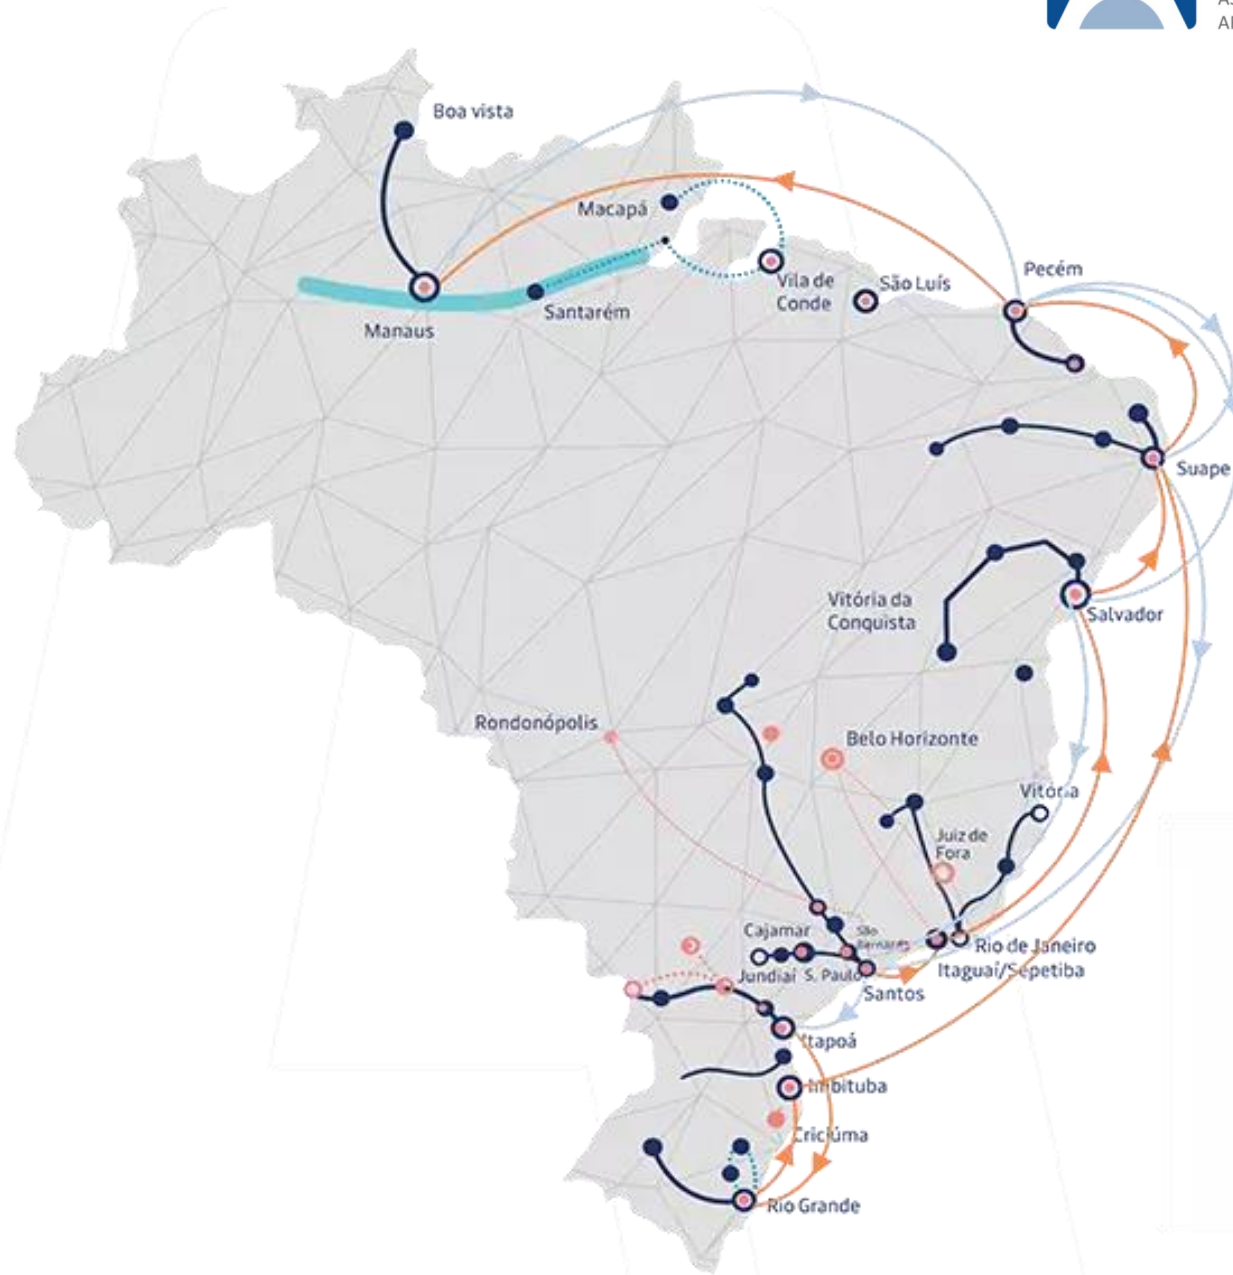 Boa vista
Macapá
Pecém
Vila de
Conde
São Luís
Santarém
Manaus
Suape
Vitória da
Conquista
Salvador
Rondonópolis
Belo Horizonte
Vitória
Juiz de
Fora
Cajamar
São
Bernardo
Rio de Janeiro
Jundiaí
S. Paulo
Itaguaí/Sepetiba
Santos
Itapoá
Imbituba
Criciúma
Rio Grande